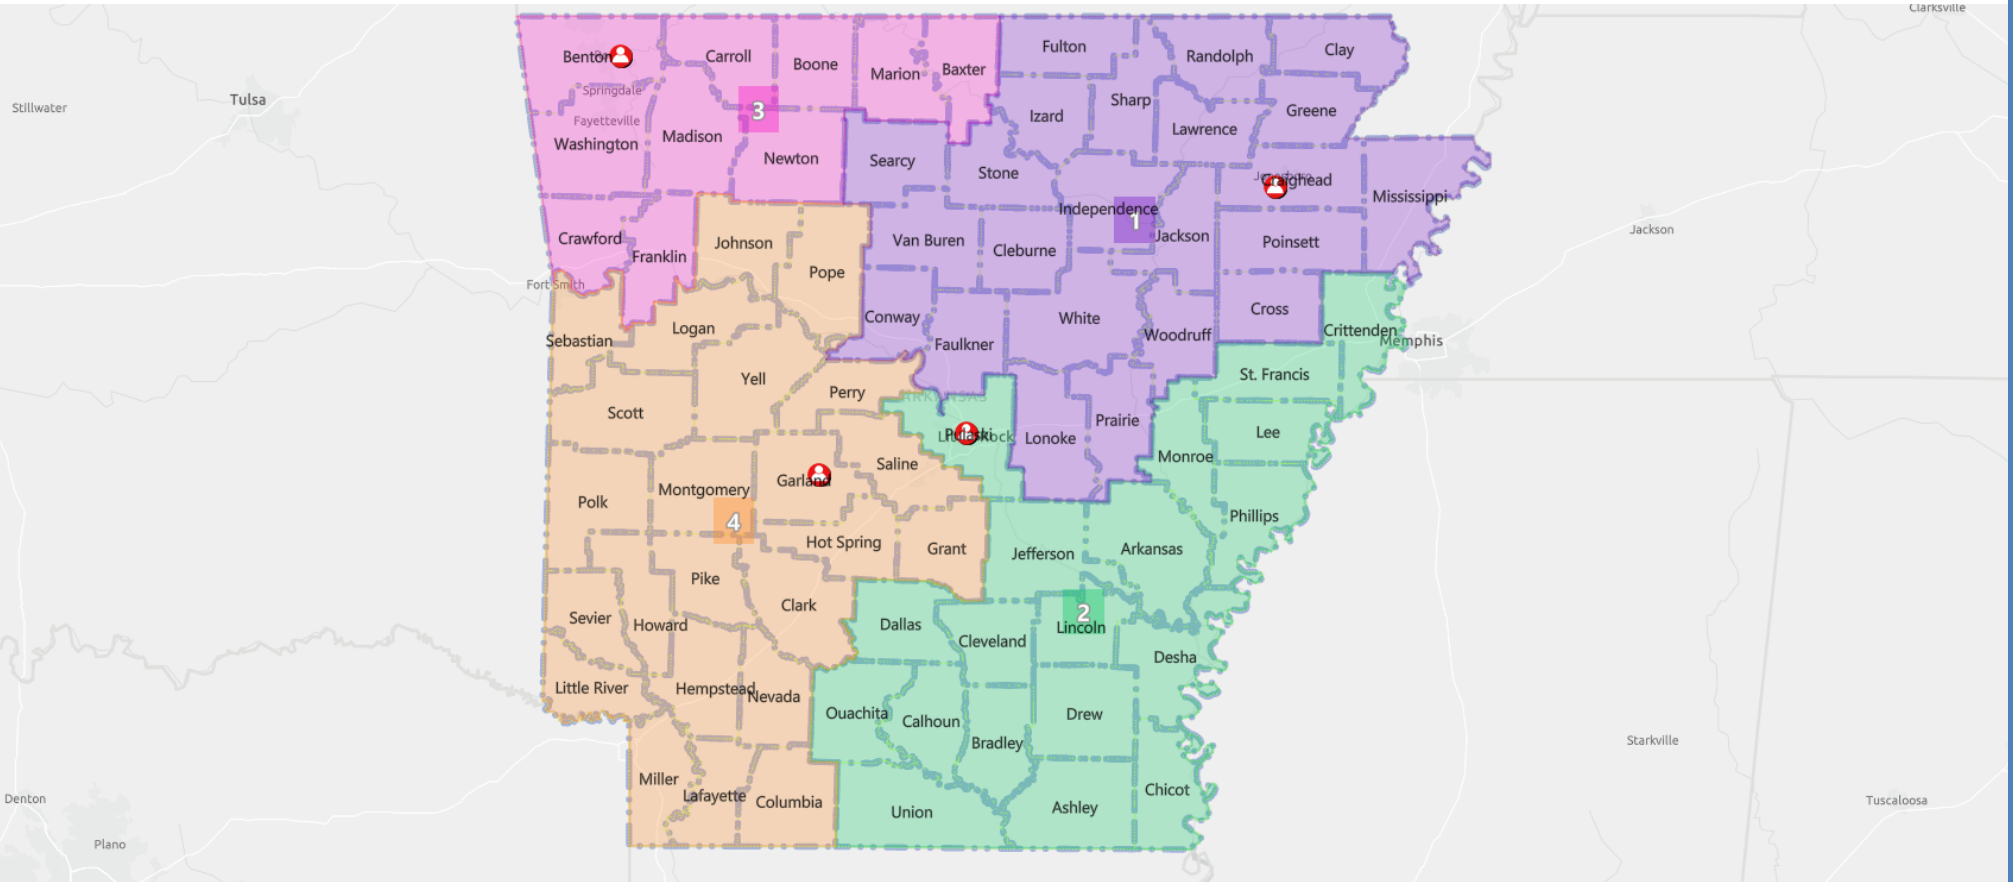 Clarksville
Fulton
Randolph
Clay
Benton
Carroll
Boone
Marion
Baxter
Springdale
Tulsa
Stillwater
3
Sharp
Izard
Greene
Lawrence
Fayetteville
Washington
Madison
Newton
Searcy
Stone
Craighead
Mississippi
Independence
1
Jackson
Jackson
Crawford
Franklin
Johnson
Pope
Van Buren
Cleburne
Poinsett
Fort Smith
Logan
Conway
White
Cross
Woodruff
Crittenden
Memphis
Sebastian
Faulkner
Yell
Perry
St. Francis
ARKANSAS
Scott
Pulaski
Lonoke
Prairie
Lee
Monroe
Garland
Saline
Montgomery
Polk
4
Phillips
Hot Spring
Grant
Jefferson
Arkansas
Pike
Clark
Sevier
Howard
Dallas
Cleveland
2
Lincoln
Desha
Little River
Hempstead
Nevada
Ouachita
Calhoun
Drew
Bradley
Starkville
Miller
Lafayette
Columbia
Union
Ashley
Chicot
Denton
Tuscaloosa
Plano